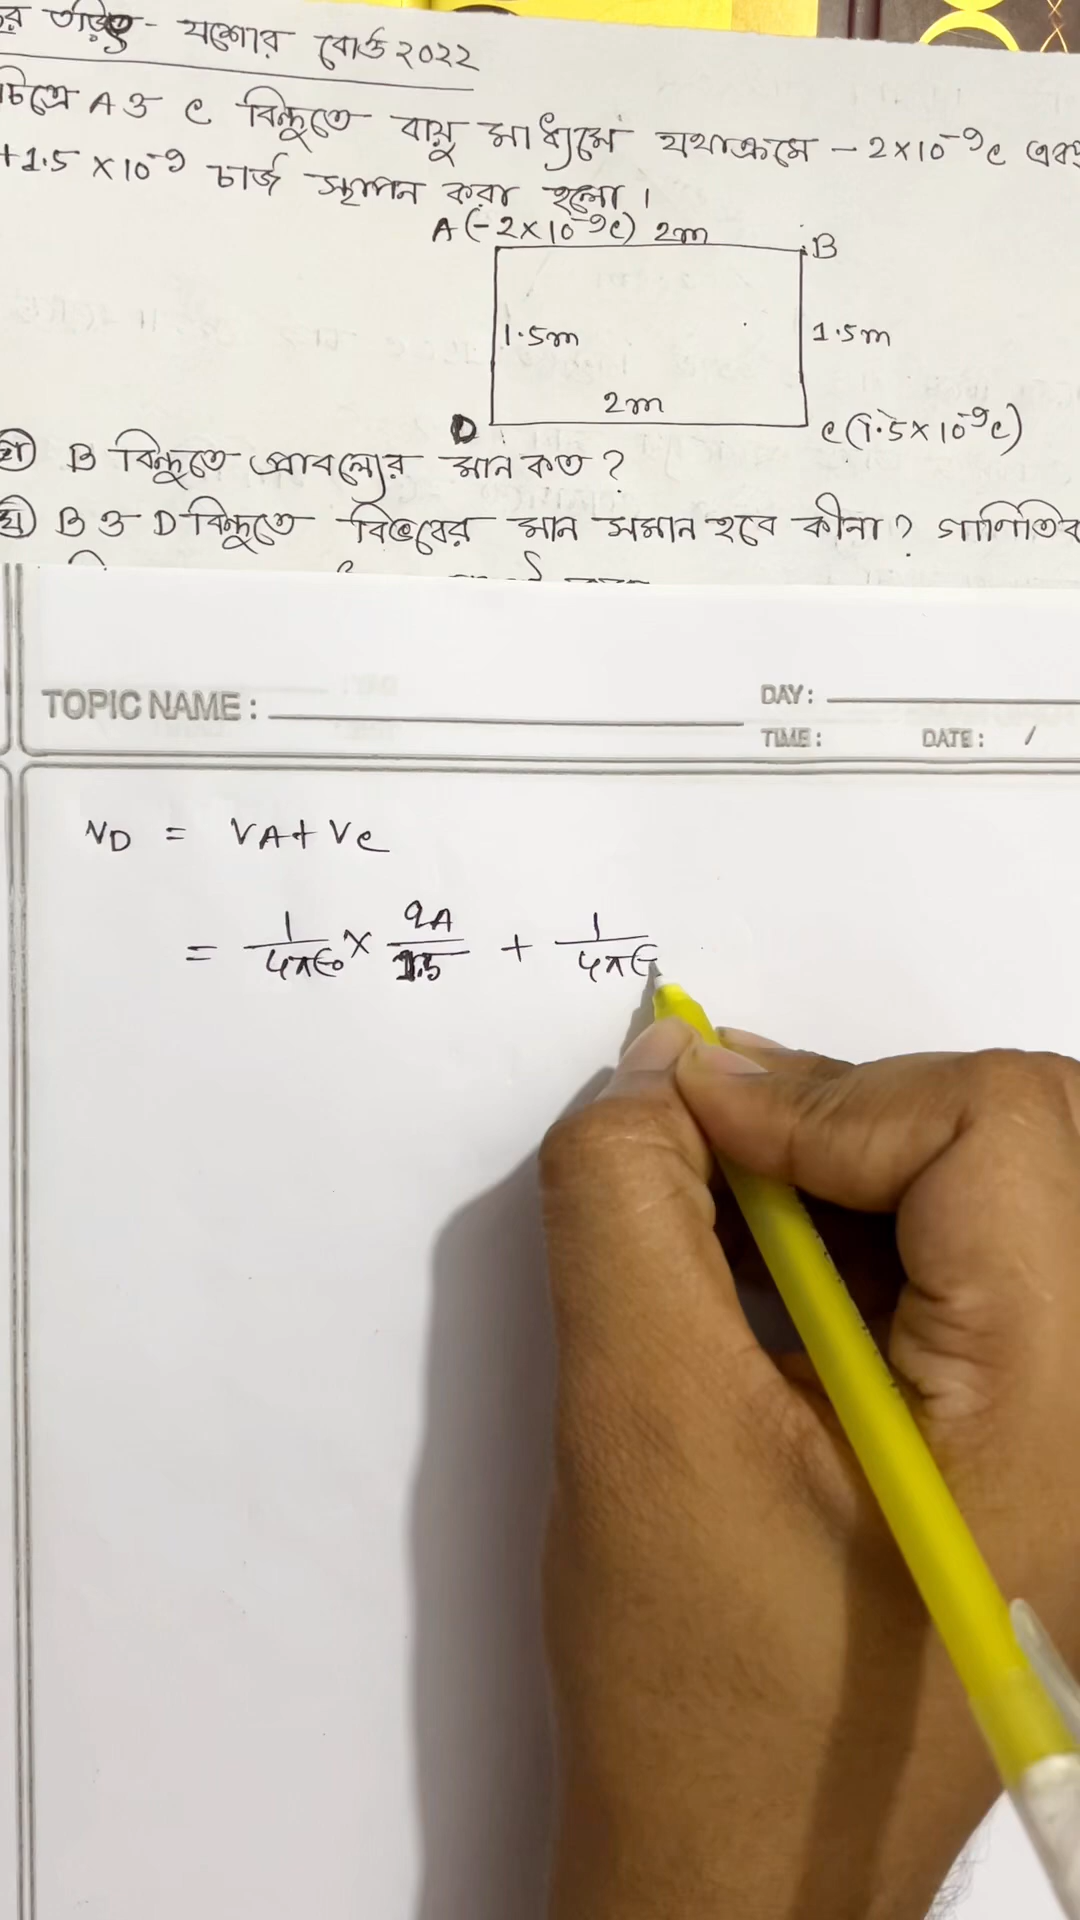 তড়িৎ - যশোর বোর্ড ২০২২
চিত্রে A ও C বিন্দুতে বায়ু মাধ্যমে যথাক্রমে - 2×10⁻⁹C এবং
+1.5 × 10⁻⁹ চার্জ স্থাপন করা হলো।
A (-2×10⁻⁹C) 2m B
1.5m 1.5m
2m
D C (1.5×10⁻⁹C)
গ) B বিন্দুতে প্রাবল্যের মান কত?
ঘ) B ও D বিন্দুতে বিভবের মান সমান হবে কীনা? গাণিতিক
TOPIC NAME : DAY :
TIME : DATE : /
V_D = V_A + V_C
= 1/4πϵ₀ × q_A/1.5 + 1/4πϵ